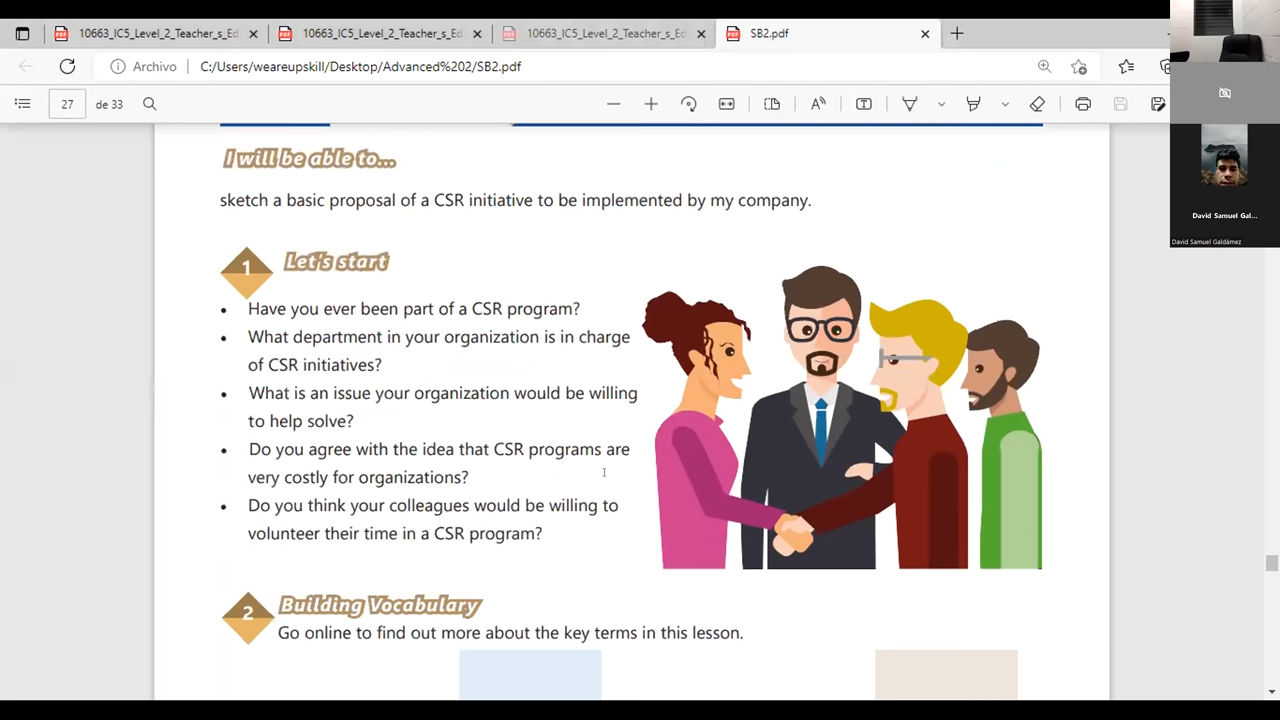 10663_IC5_Level_2_Teacher_s_Ed
10663_IC5_Level_2_Teacher_s_Ed
10663_IC5_Level_2_Teacher_s_Ed
SB2.pdf
Archivo
C:/Users/weareupskill/Desktop/Advanced%202/SB2.pdf
27 de 33
I will be able to...
sketch a basic proposal of a CSR initiative to be implemented by my company.
1 Let's start
• Have you ever been part of a CSR program?
• What department in your organization is in charge
of CSR initiatives?
• What is an issue your organization would be willing
to help solve?
• Do you agree with the idea that CSR programs are
very costly for organizations?
• Do you think your colleagues would be willing to
volunteer their time in a CSR program?
2 Building Vocabulary
Go online to find out more about the key terms in this lesson.
David Samuel Gal...
David Samuel Galdámez